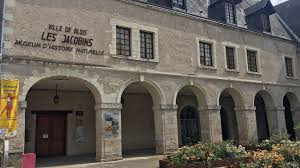 VILLE DE BLOIS
LES JACOBINS
MUSEUM D'HISTOIRE NATURELLE